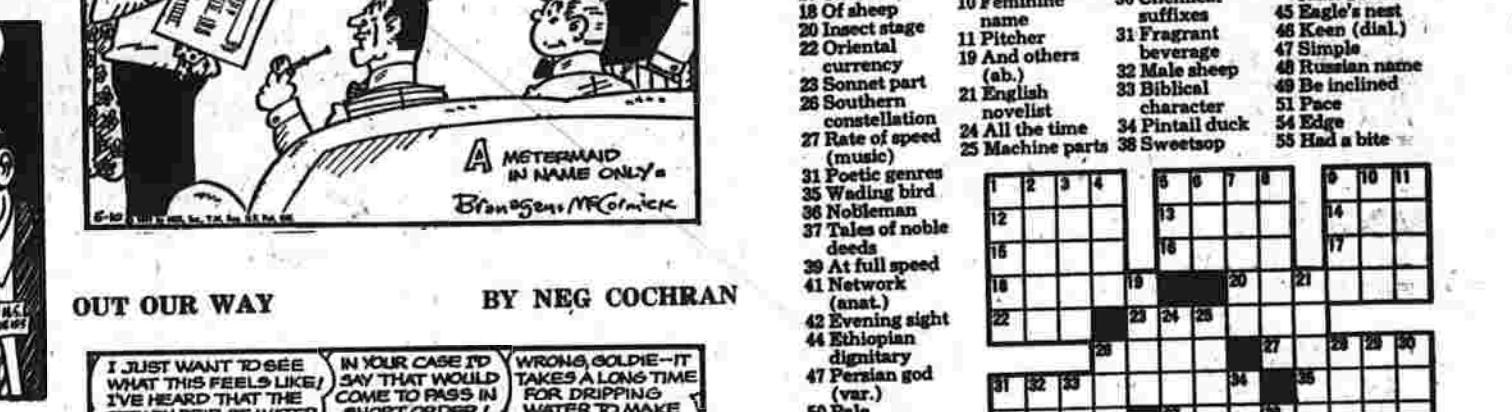 A METERMAID
IN NAME ONLY.
Bronagens McCormick
5-10
OUT OUR WAY
BY NEG COCHRAN
I JUST WANT TO SEE
WHAT THIS FEELS LIKE!
I'VE HEARD THAT THE
IN YOUR CASE I'D
SAY THAT WOULD
COME TO PASS IN
SHORT ORDER!
WRONG, GOLDIE--IT
TAKES A LONG TIME
FOR DRIPPING
WATER TO MAKE
18 Of sheep
20 Insect stage
22 Oriental
currency
23 Sonnet part
26 Southern
constellation
27 Rate of speed
(music)
31 Poetic genres
35 Wading bird
36 Nobleman
37 Tales of noble
deeds
39 At full speed
41 Network
(anat.)
42 Evening sight
44 Ethiopian
dignitary
47 Persian god
(var.)
50 Pale
10 Feminine
name
11 Pitcher
19 And others
(ab.)
21 English
novelist
24 All the time
25 Machine parts
suffixes
31 Fragrant
beverage
32 Male sheep
33 Biblical
character
34 Pintail duck
38 Sweetsop
45 Eagle's nest
46 Keen (dial.)
47 Simple
48 Russian name
49 Be inclined
51 Pace
54 Edge
55 Had a bite
1 2 3 4 5 6 7 8 9 10 11
12 13 14
15 16 17
18 19 20 21
22 23 24 25
26 27 28 29 30
31 32 33 34 35